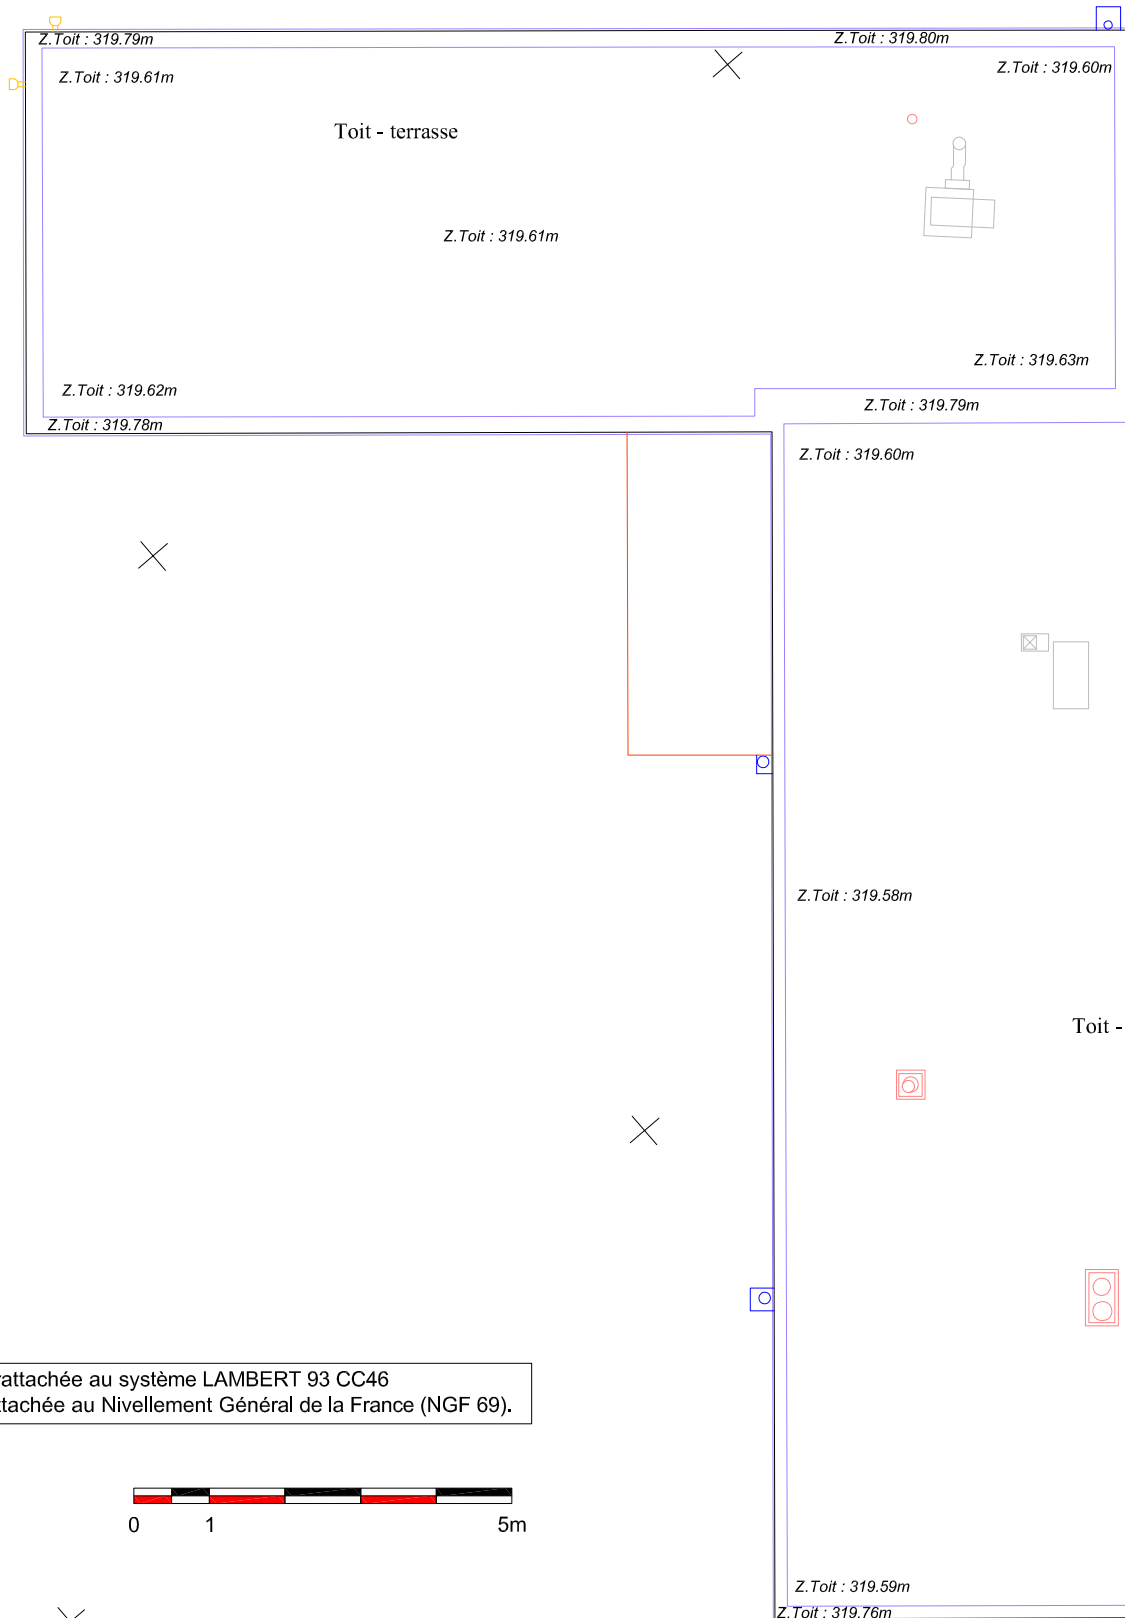 Z.Toit : 319.79m
Z.Toit : 319.80m
Z.Toit : 319.61m
Z.Toit : 319.60m
Toit - terrasse
Z.Toit : 319.61m
Z.Toit : 319.63m
Z.Toit : 319.62m
Z.Toit : 319.79m
Z.Toit : 319.78m
Z.Toit : 319.60m
Z.Toit : 319.58m
Toit -
rattachée au système LAMBERT 93 CC46
ttachée au Nivellement Général de la France (NGF 69).
0 1 5m
Z.Toit : 319.59m
Z.Toit : 319.76m